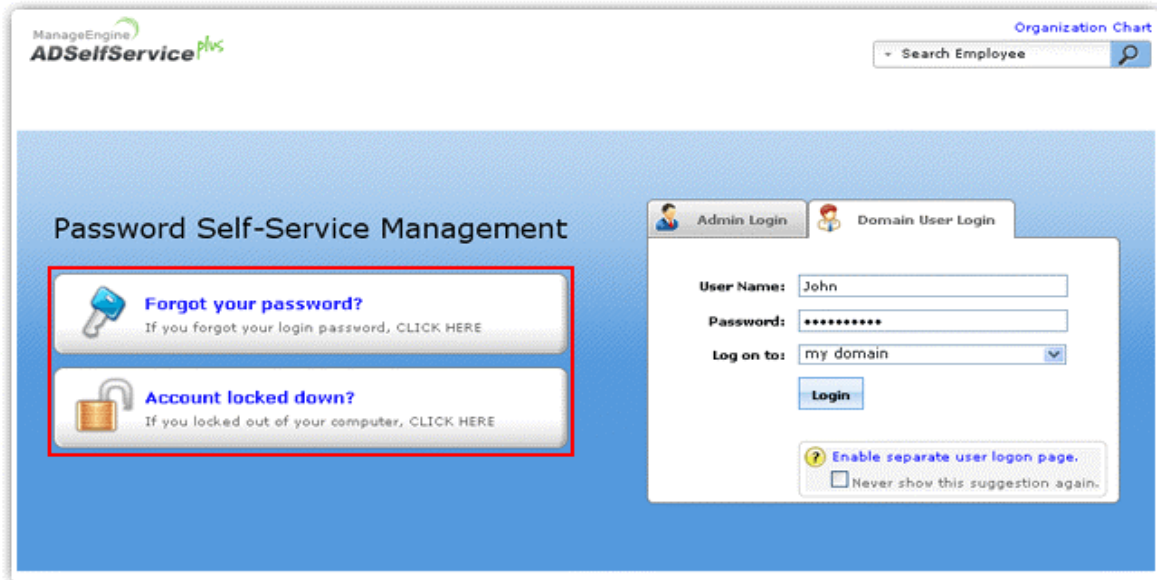 Organization Chart
ManageEngine
ADSelfService plus
Search Employee
Password Self-Service Management
Forgot your password?
If you forgot your login password, CLICK HERE
Account locked down?
If you locked out of your computer, CLICK HERE
Admin Login
Domain User Login
User Name: John
Password: ••••••••••
Log on to: my domain
Login
? Enable separate user logon page.
Never show this suggestion again.